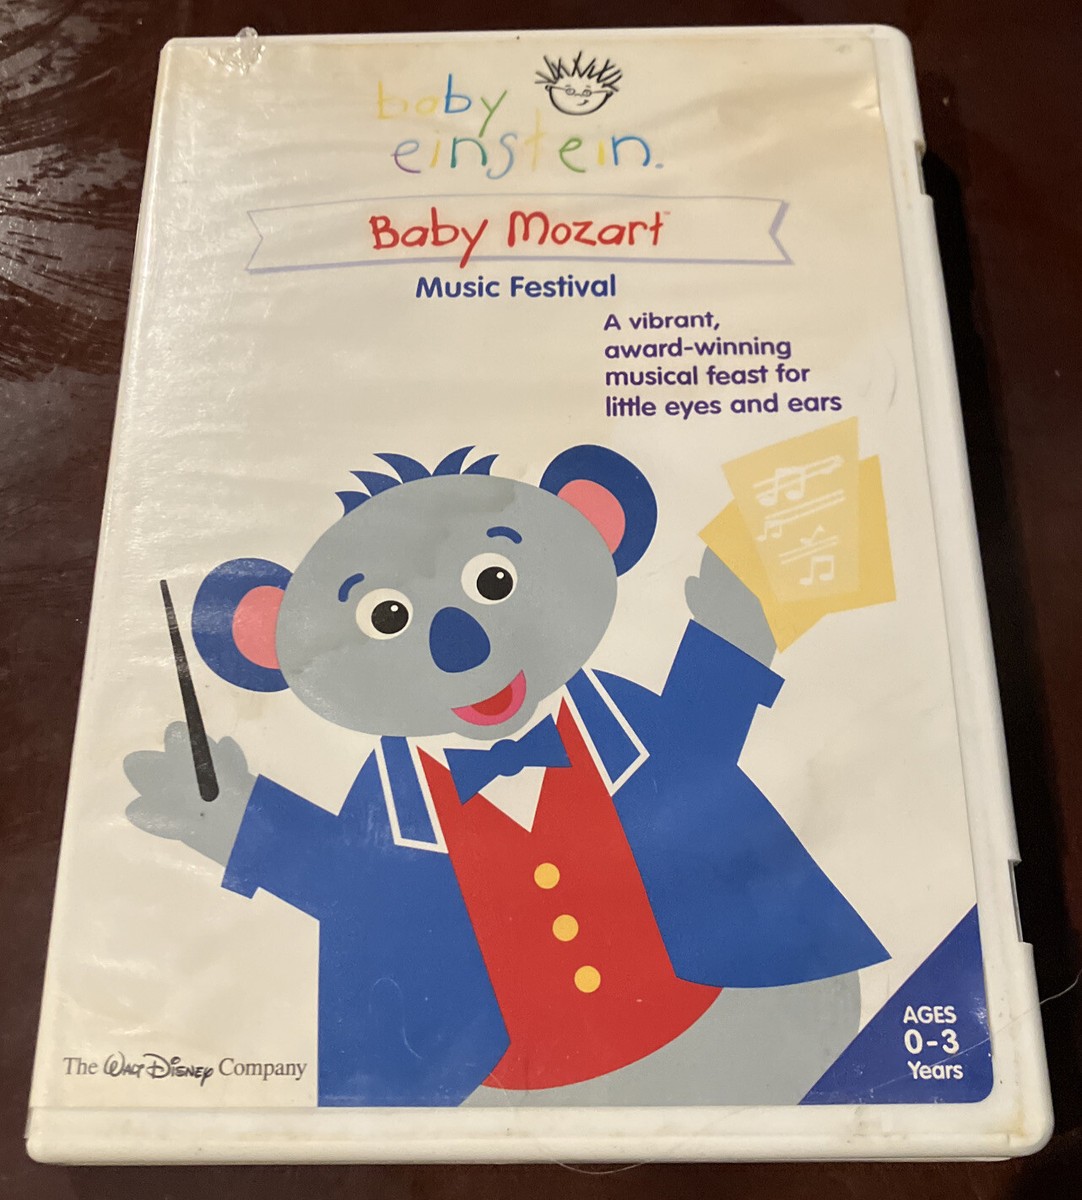 baby
einstein.
Baby Mozart™
Music Festival
A vibrant,
award-winning
musical feast for
little eyes and ears
The WALT DISNEY Company
AGES
0-3
Years